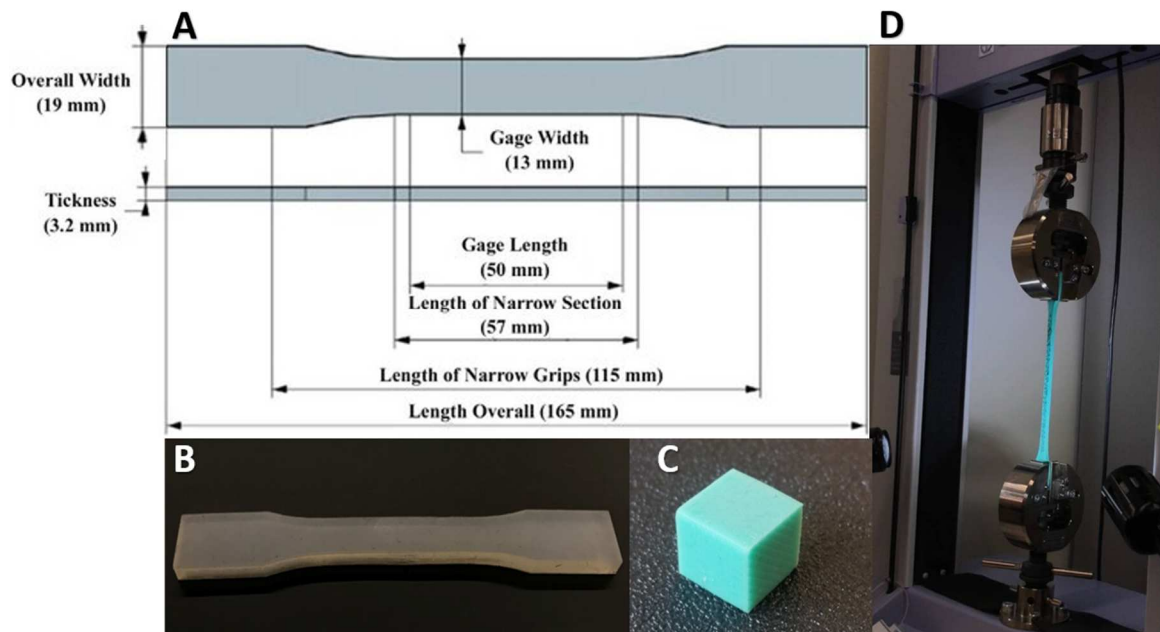 A
D
Overall Width
(19 mm)
Gage Width
(13 mm)
Tickness
(3.2 mm)
Gage Length
(50 mm)
Length of Narrow Section
(57 mm)
Length of Narrow Grips (115 mm)
Length Overall (165 mm)
B
C